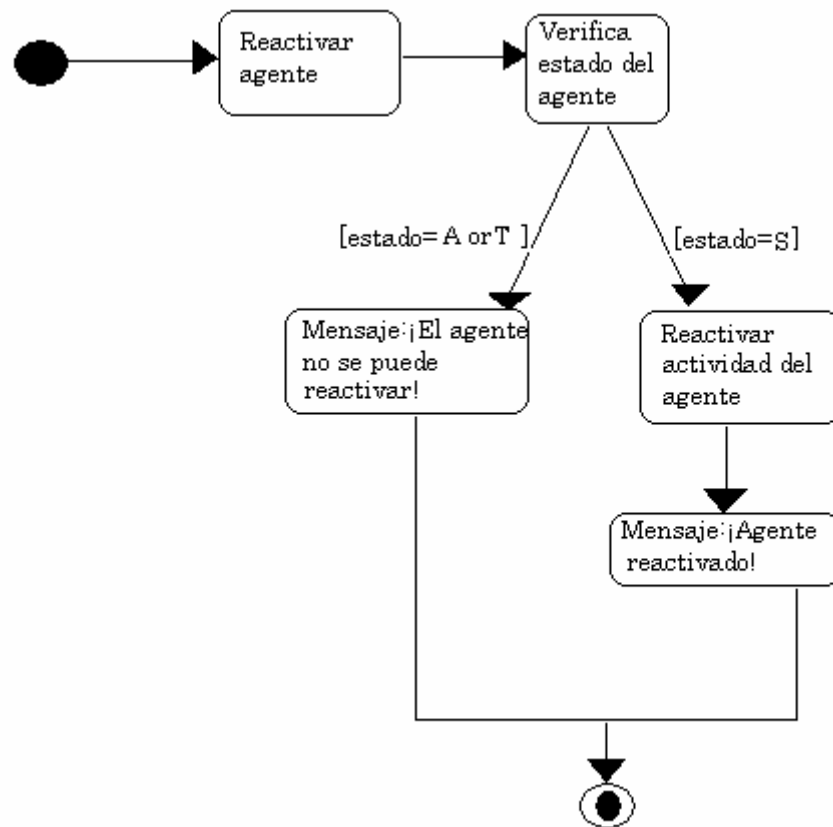 Reactivar
agente
Verifica
estado del
agente
[estado= A or T ]
[estado=S]
Mensaje:¡El agente
no se puede
reactivar!
Reactivar
actividad del
agente
Mensaje:¡Agente
reactivado!